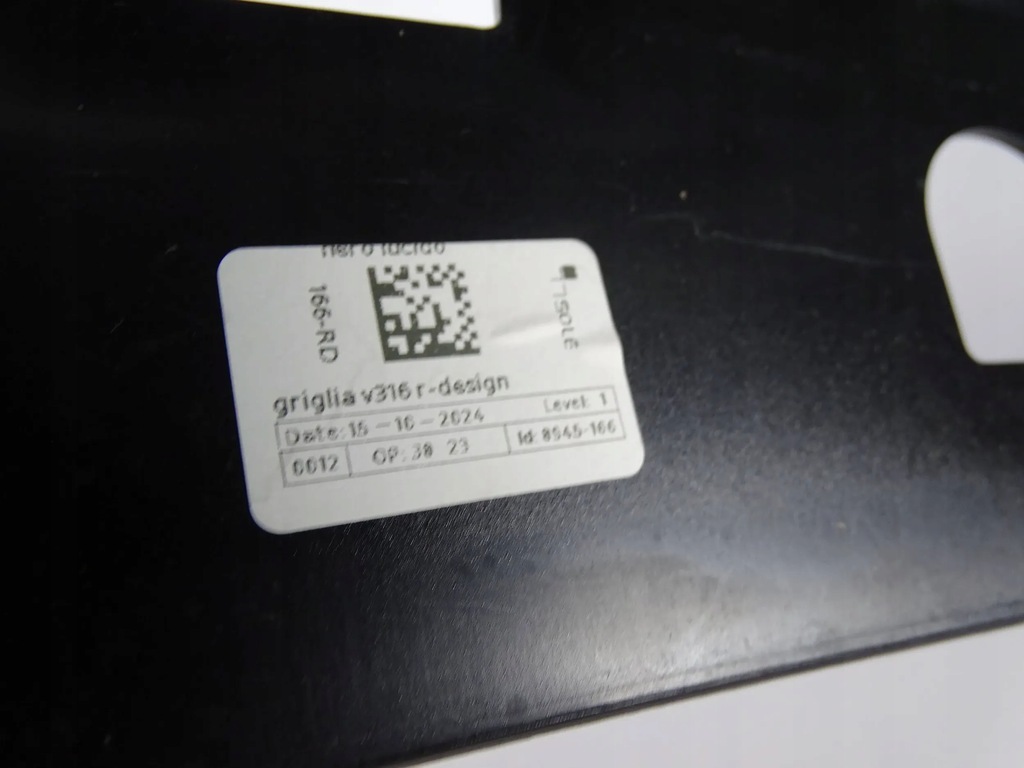 nero lucido
166-RD
isolé
griglia v316 r-design
Date: 15-10-2024 Level: 1
0012 OP: 38 23 Id: 8545-166